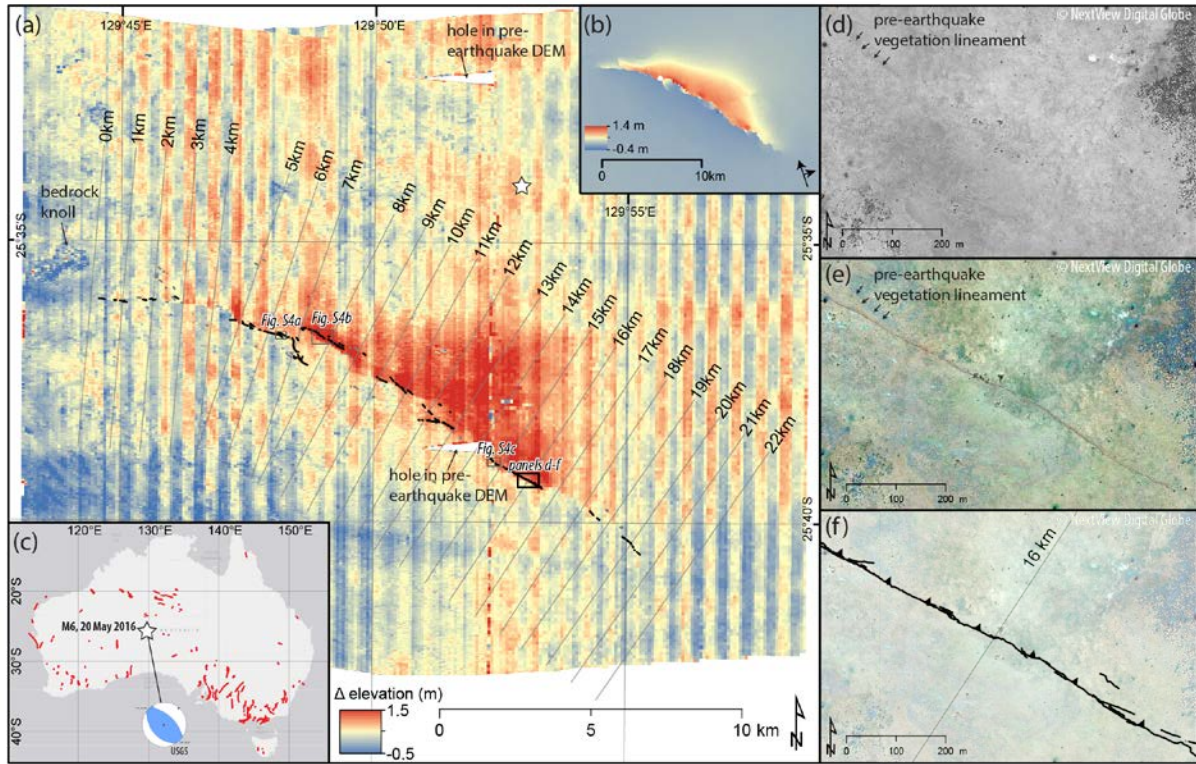 (a)
129°45'E
129°50'E
hole in pre-
earthquake DEM
0km
1km
2km
3km
4km
5km
6km
7km
8km
9km
10km
11km
12km
13km
14km
15km
16km
17km
18km
19km
20km
21km
22km
bedrock
knoll
25°35'S
129°55'E
25°35'S
Fig. S4a
Fig. S4b
Fig. S4c
panels d-f
hole in pre-
earthquake DEM
25°40'S
Δ elevation (m)
1.5
-0.5
0
5
10 km
N
(b)
1.4 m
-0.4 m
0
10km
(c)
120°E
130°E
140°E
150°E
20°S
30°S
40°S
20°S
30°S
40°S
M6, 20 May 2016
USGS
(d)
pre-earthquake
vegetation lineament
© NextView Digital Globe
N
0
100
200
m
(e)
pre-earthquake
vegetation lineament
© NextView Digital Globe
N
0
100
200
m
(f)
NextView Digital Globe
16 km
N
0
100
200
m